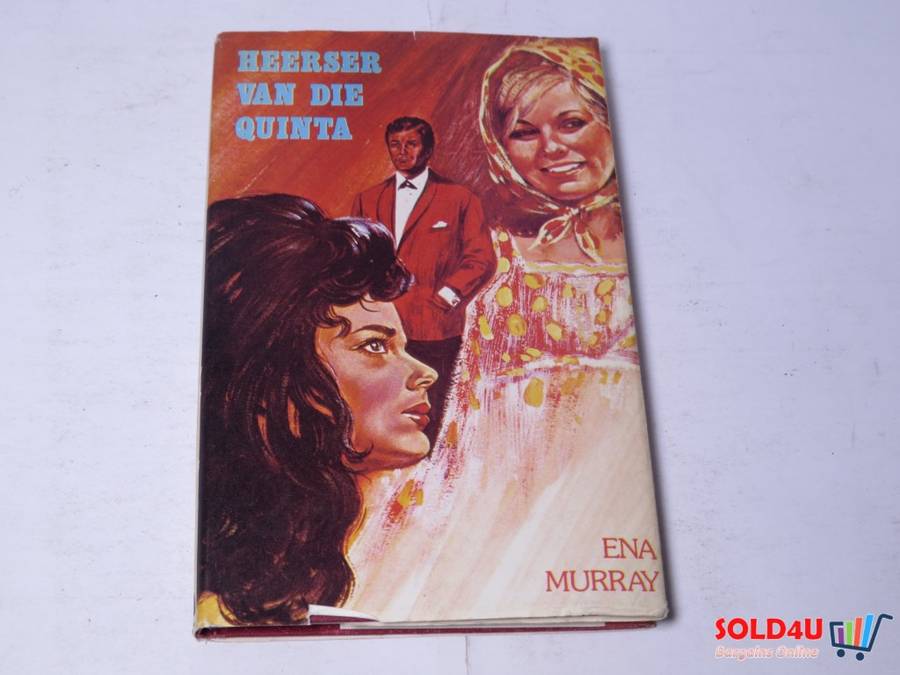 HEERSER
VAN DIE
QUINTA
ENA
MURRAY
SOLD4U
Bargains Online